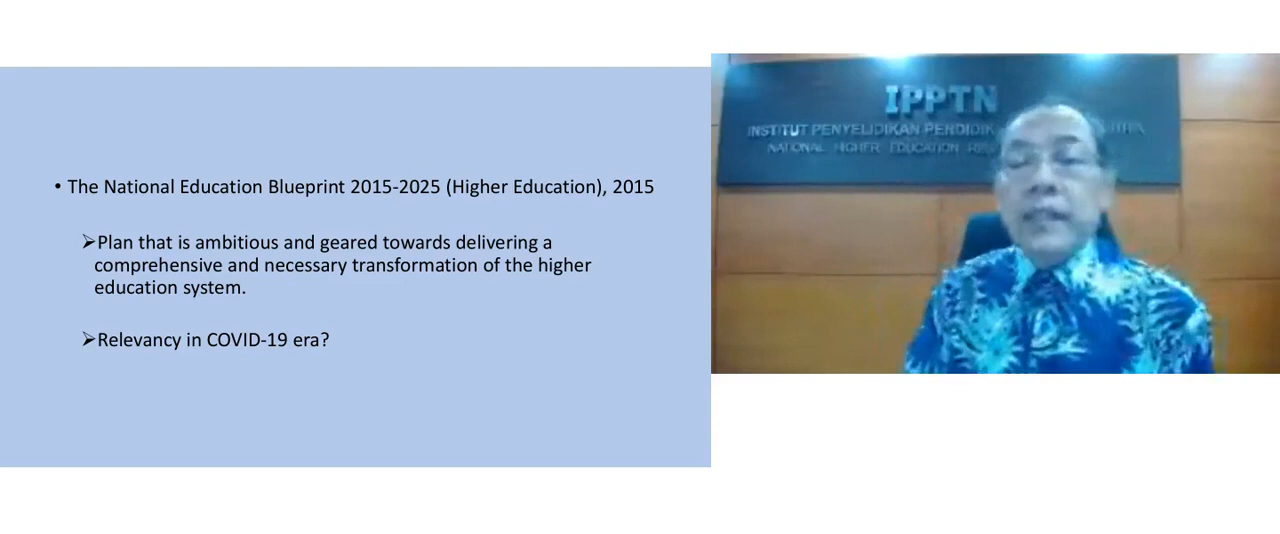 • The National Education Blueprint 2015-2025 (Higher Education), 2015
➢Plan that is ambitious and geared towards delivering a
comprehensive and necessary transformation of the higher
education system.
➢Relevancy in COVID-19 era?
IPPTN
INSTITUT PENYELIDIKAN
NATIONAL HIGHER EDUCATION